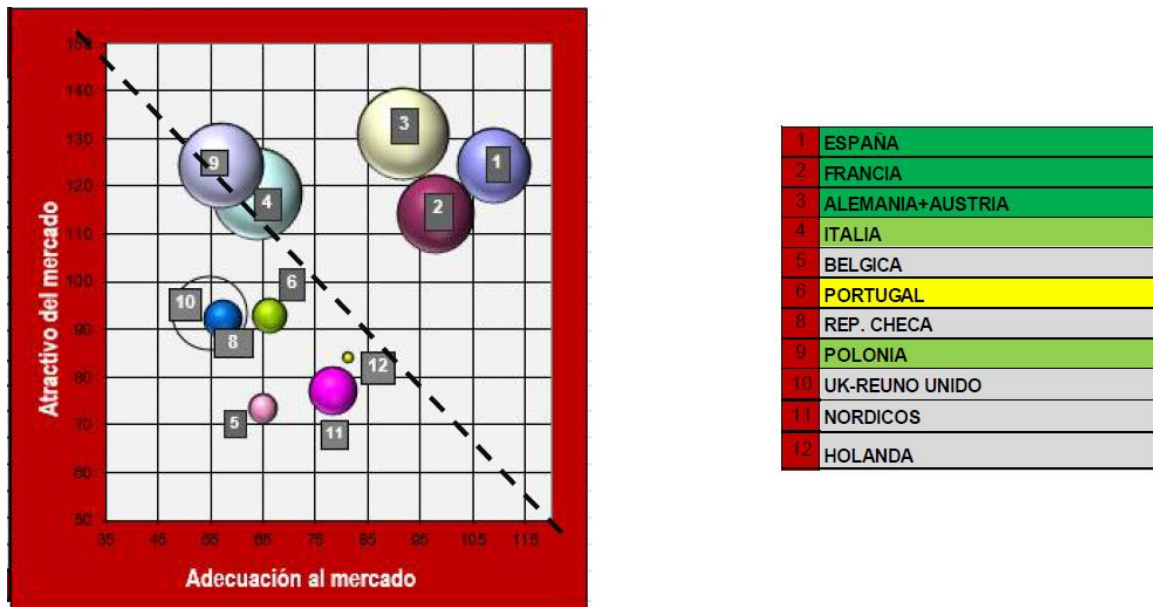 Atractivo del mercado
150
140
130
120
110
100
90
80
70
60
50
35 45 55 65 75 85 95 105 115
Adecuación al mercado
3
1
9
4
2
6
10
8
12
5
11
1 ESPAÑA
2 FRANCIA
3 ALEMANIA+AUSTRIA
4 ITALIA
5 BELGICA
6 PORTUGAL
8 REP. CHECA
9 POLONIA
10 UK-REUNO UNIDO
11 NORDICOS
12 HOLANDA